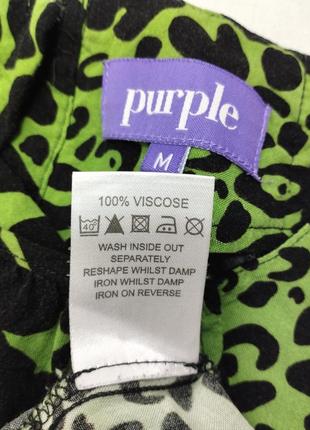 purple
M
100% VISCOSE
40°
WASH INSIDE OUT
SEPARATELY
RESHAPE WHILST DAMP
IRON WHILST DAMP
IRON ON REVERSE